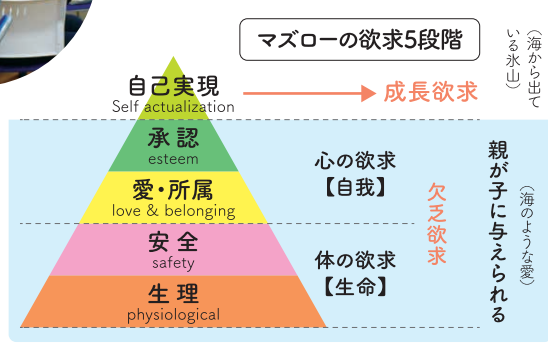 マズローの欲求5段階
自己実現
Self actualization
成長欲求
(海から出て
いる氷山)
承認
esteem
愛・所属
love & belonging
心の欲求
【自我】
安全
safety
生理
physiological
体の欲求
【生命】
欠乏欲求
親が子に与えられる
(海のような愛)